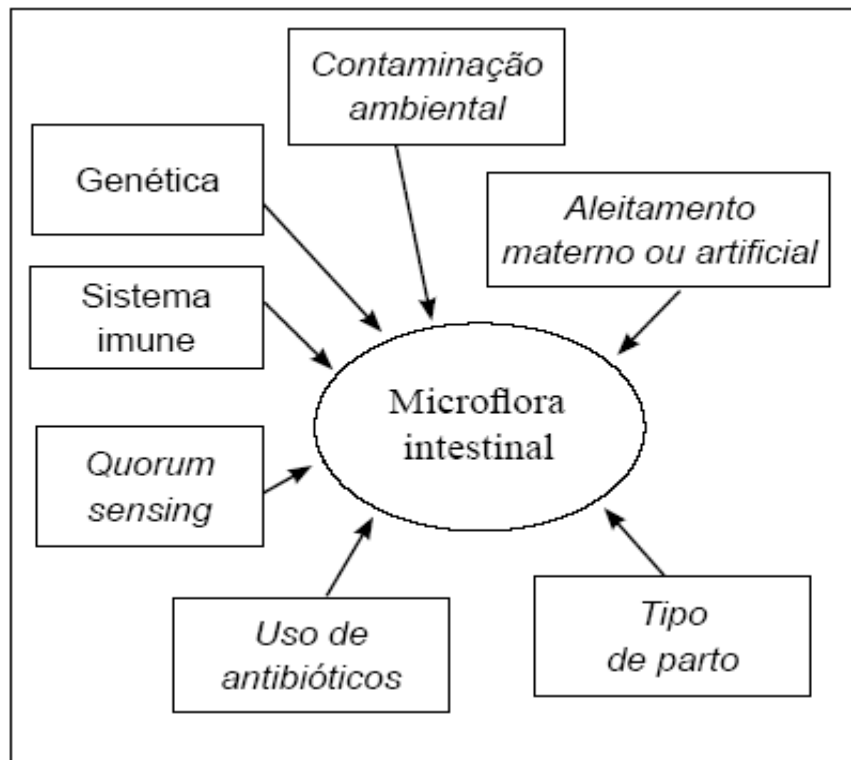 Contaminação
ambiental
Genética
Aleitamento
materno ou artificial
Sistema
imune
Microflora
intestinal
Quorum
sensing
Uso de
antibióticos
Tipo
de parto